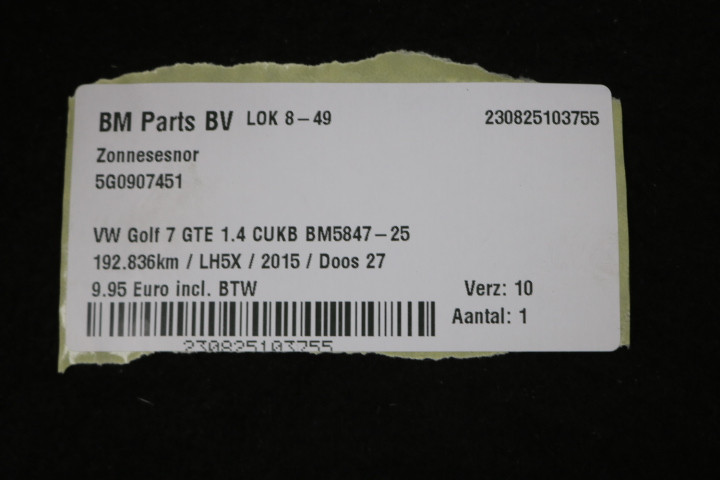 BM Parts BV LOK 8-49 230825103755
Zonnesesnor
5G0907451
VW Golf 7 GTE 1.4 CUKB BM5847-25
192.836km / LH5X / 2015 / Doos 27
9.95 Euro incl. BTW Verz: 10
Aantal: 1
230825103755